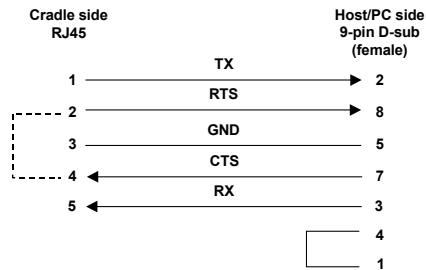 Cradle side
RJ45
Host/PC side
9-pin D-sub
(female)
TX
1 2
RTS
2 8
GND
3 5
CTS
4 7
RX
5 3
4
1